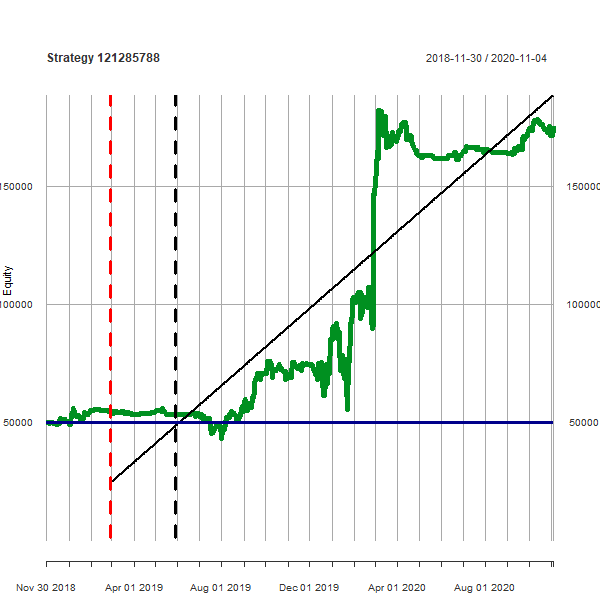 Strategy 121285788
2018-11-30 / 2020-11-04
150000
150000
Equity
100000
100000
50000
50000
Nov 30 2018
Apr 01 2019
Aug 01 2019
Dec 01 2019
Apr 01 2020
Aug 01 2020